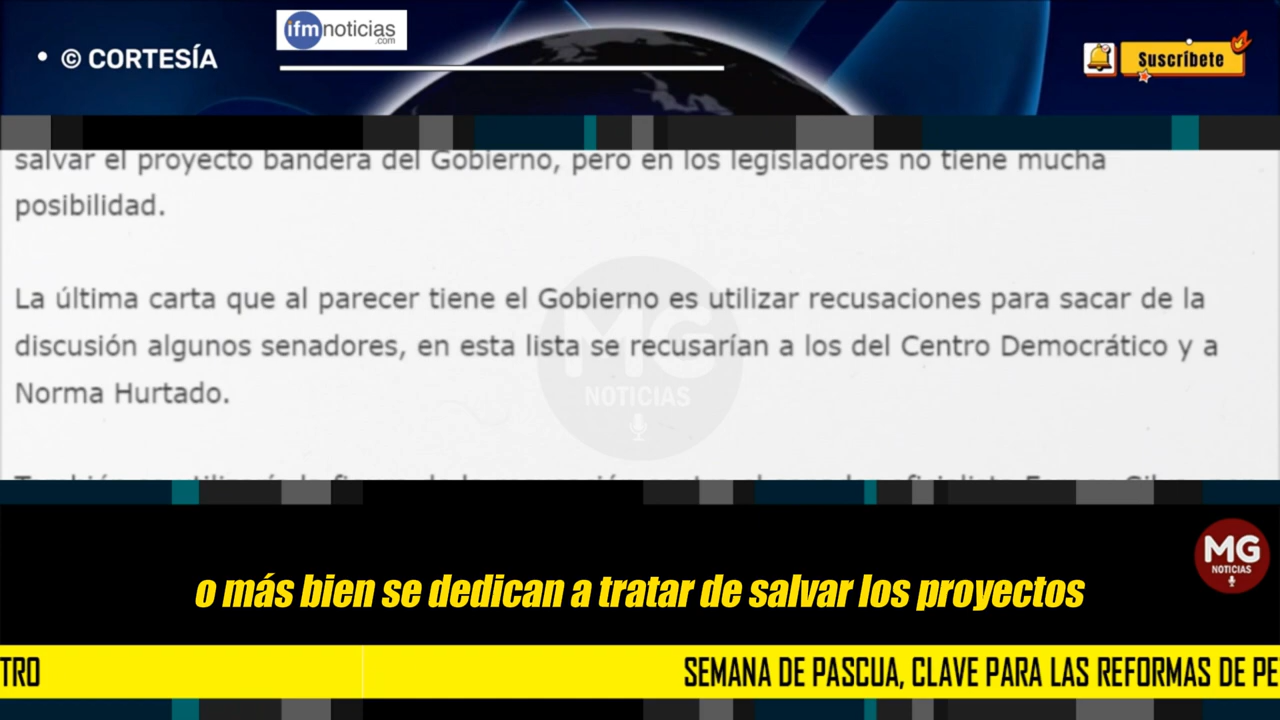 • © CORTESÍA
ifmnoticias
.com
Suscríbete
salvar el proyecto bandera del Gobierno, pero en los legisladores no tiene mucha
posibilidad.
La última carta que al parecer tiene el Gobierno es utilizar recusaciones para sacar de la
discusión algunos senadores, en esta lista se recusarían a los del Centro Democrático y a
Norma Hurtado.
MG
NOTICIAS
MG
NOTICIAS
o más bien se dedican a tratar de salvar los proyectos
TRO
SEMANA DE PASCUA, CLAVE PARA LAS REFORMAS DE PE